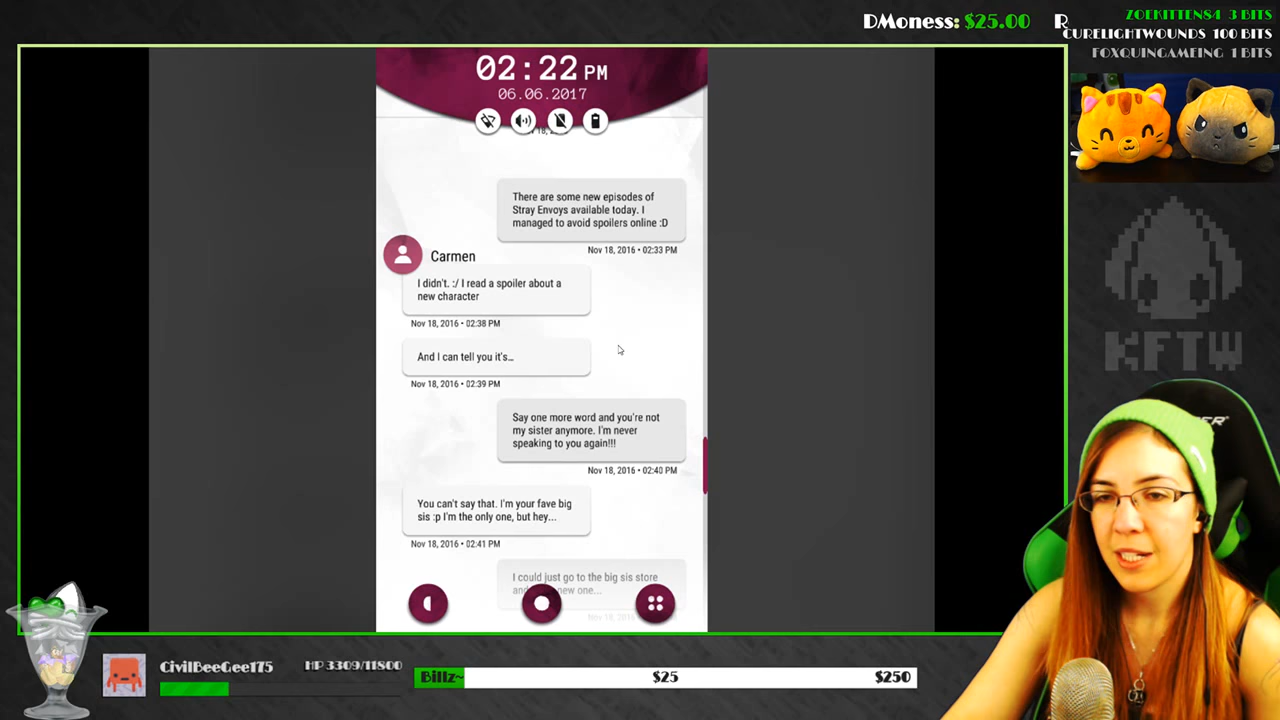 DMoness: $25.00
R
ZOEKITTEN84 3 BITS
CURELIGHTWOUNDS 100 BITS
FOXQUINGAMEING 1 BITS
02:22 PM
06.06.2017
There are some new episodes of
Stray Envoys available today. I
managed to avoid spoilers online :D
Nov 18, 2016 • 02:33 PM
Carmen
I didn't. :/ I read a spoiler about a
new character
Nov 18, 2016 • 02:38 PM
And I can tell you it's...
Nov 18, 2016 • 02:39 PM
Say one more word and you're not
my sister anymore. I'm never
speaking to you again!!!
Nov 18, 2016 • 02:40 PM
You can't say that. I'm your fave big
sis :p I'm the only one, but hey...
Nov 18, 2016 • 02:41 PM
I could just go to the big sis store
new one...
KFTW
CivilBeeGee175
HP 3309/11800
Billz~
$25
$250